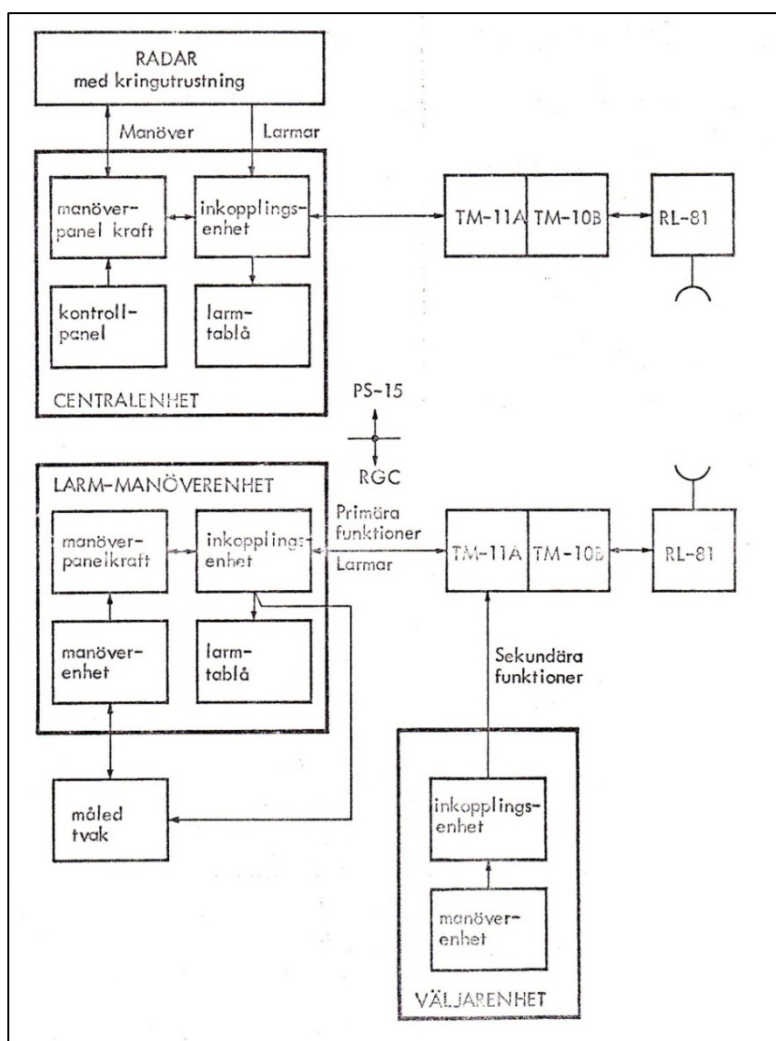 RADAR
med kringutrustning
Manöver
Larmar
manöver-
panel kraft
inkopplings-
enhet
kontroll-
panel
larm-
tablå
CENTRALENHET
TM-11A
TM-10B
RL-81
PS-15
RGC
LARM-MANÖVERENHET
manöver-
panelkraft
inkopplings-
enhet
manöver-
enhet
larm-
tablå
Primära
funktioner
Larmar
TM-11A
TM-10B
RL-81
måled
tvak
Sekundära
funktioner
inkopplings-
enhet
manöver-
enhet
VÄLJARENHET